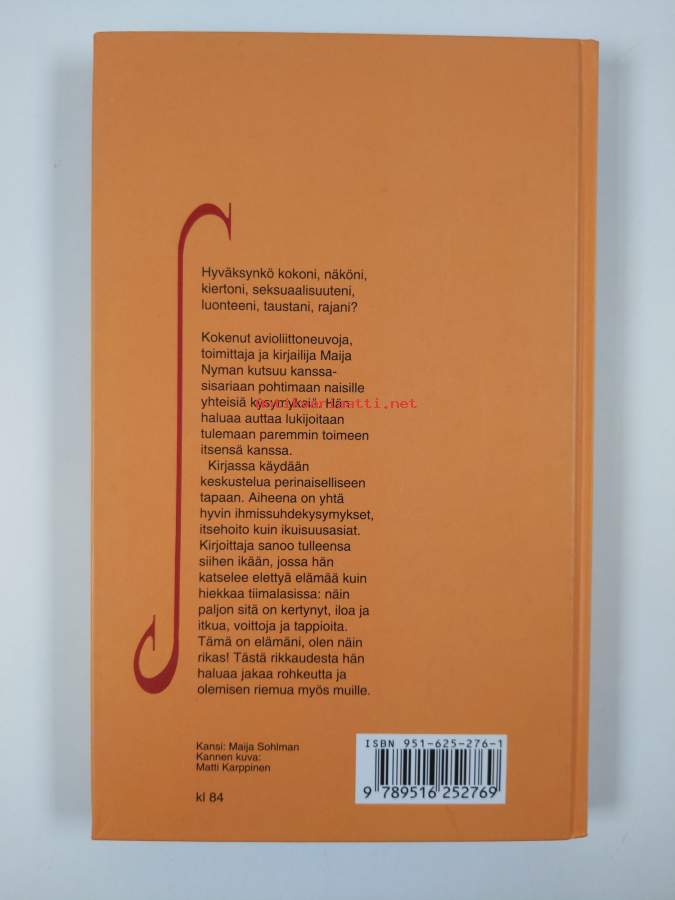 Hyväksynkö kokoni, näköni,
kiertoni, seksuaalisuuteni,
luonteeni, taustani, rajani?
Kokenut avioliittoneuvoja,
toimittaja ja kirjailija Maija
Nyman kutsuu kanssa-
sisariaan pohtimaan naisille
yhteisiä kysymyksiä. Hän
haluaa auttaa lukijoitaan
tulemaan paremmin toimeen
itsensä kanssa.
Kirjassa käydään
keskustelua perinaiselliseen
tapaan. Aiheena on yhtä
hyvin ihmissuhdekysymykset,
itsehoito kuin ikuisuusasiat.
Kirjoittaja sanoo tulleensa
siihen ikään, jossa hän
katselee elettyä elämää kuin
hiekkaa tiimalasissa: näin
paljon sitä on kertynyt, iloa ja
itkua, voittoja ja tappioita.
Tämä on elämäni, olen näin
rikas! Tästä rikkaudesta hän
haluaa jakaa rohkeutta ja
olemisen riemua myös muille.
Kansi: Maija Sohlman
Kannen kuva:
Matti Karppinen
kl 84
ISBN 951-625-276-1
9 789516 252769